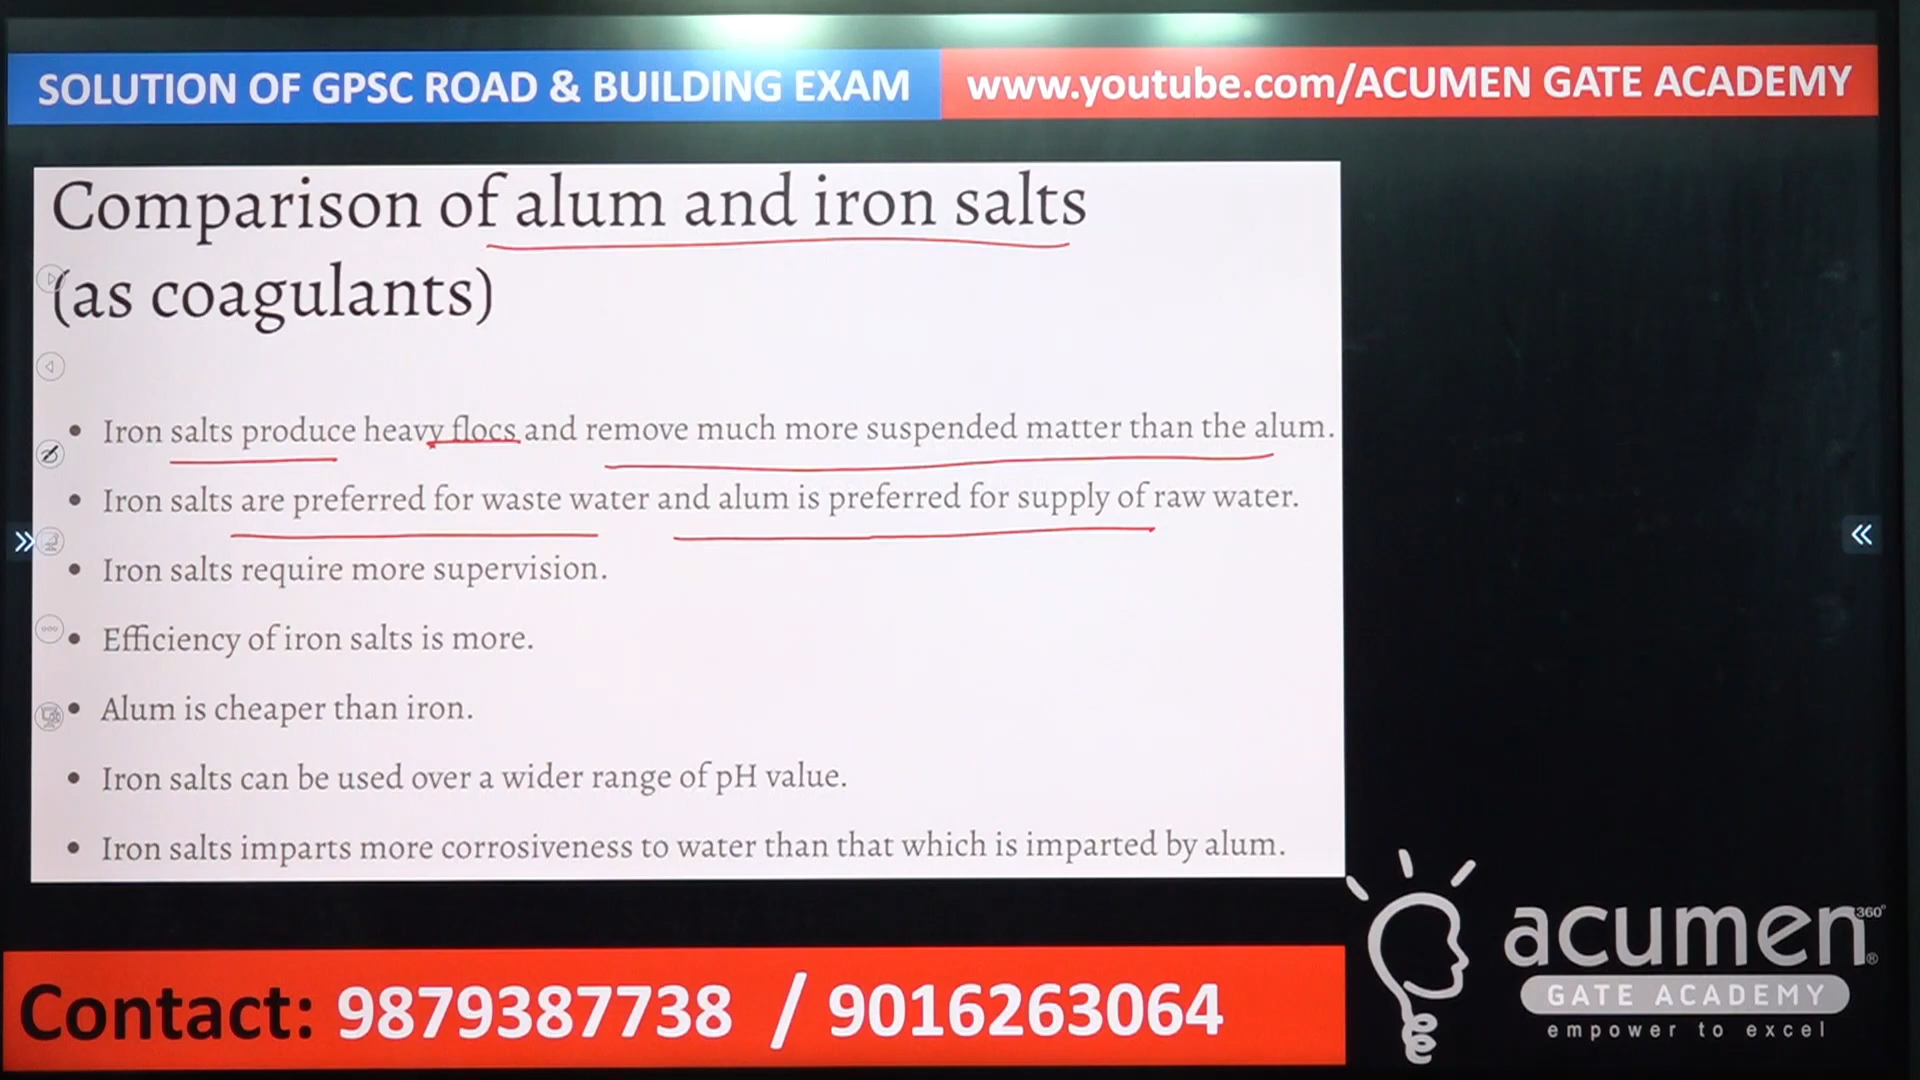 SOLUTION OF GPSC ROAD & BUILDING EXAM
www.youtube.com/ACUMEN GATE ACADEMY
Comparison of alum and iron salts
(as coagulants)
• Iron salts produce heavy flocs and remove much more suspended matter than the alum.
• Iron salts are preferred for waste water and alum is preferred for supply of raw water.
• Iron salts require more supervision.
• Efficiency of iron salts is more.
• Alum is cheaper than iron.
• Iron salts can be used over a wider range of pH value.
• Iron salts imparts more corrosiveness to water than that which is imparted by alum.
Contact: 9879387738 / 9016263064
acumen 360° ®
GATE ACADEMY
empower to excel